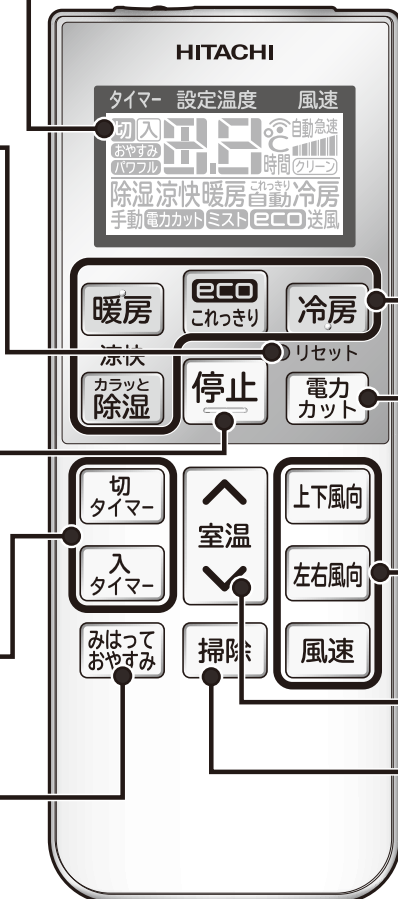 HITACHI
タイマー 設定温度 風速
切 入 8.8 ℃ 自動 急速
おやすみ
パワフル 時間 クリーン
除湿 涼快 暖房 これっきり自動 冷房
手動 電力カット ミスト eco 送風
暖房
eco
これっきり
冷房
涼快
リセット
カラッと
除湿
停止
電力
カット
切
タイマー
室温
上下風向
入
タイマー
左右風向
みはって
おやすみ
掃除
風速